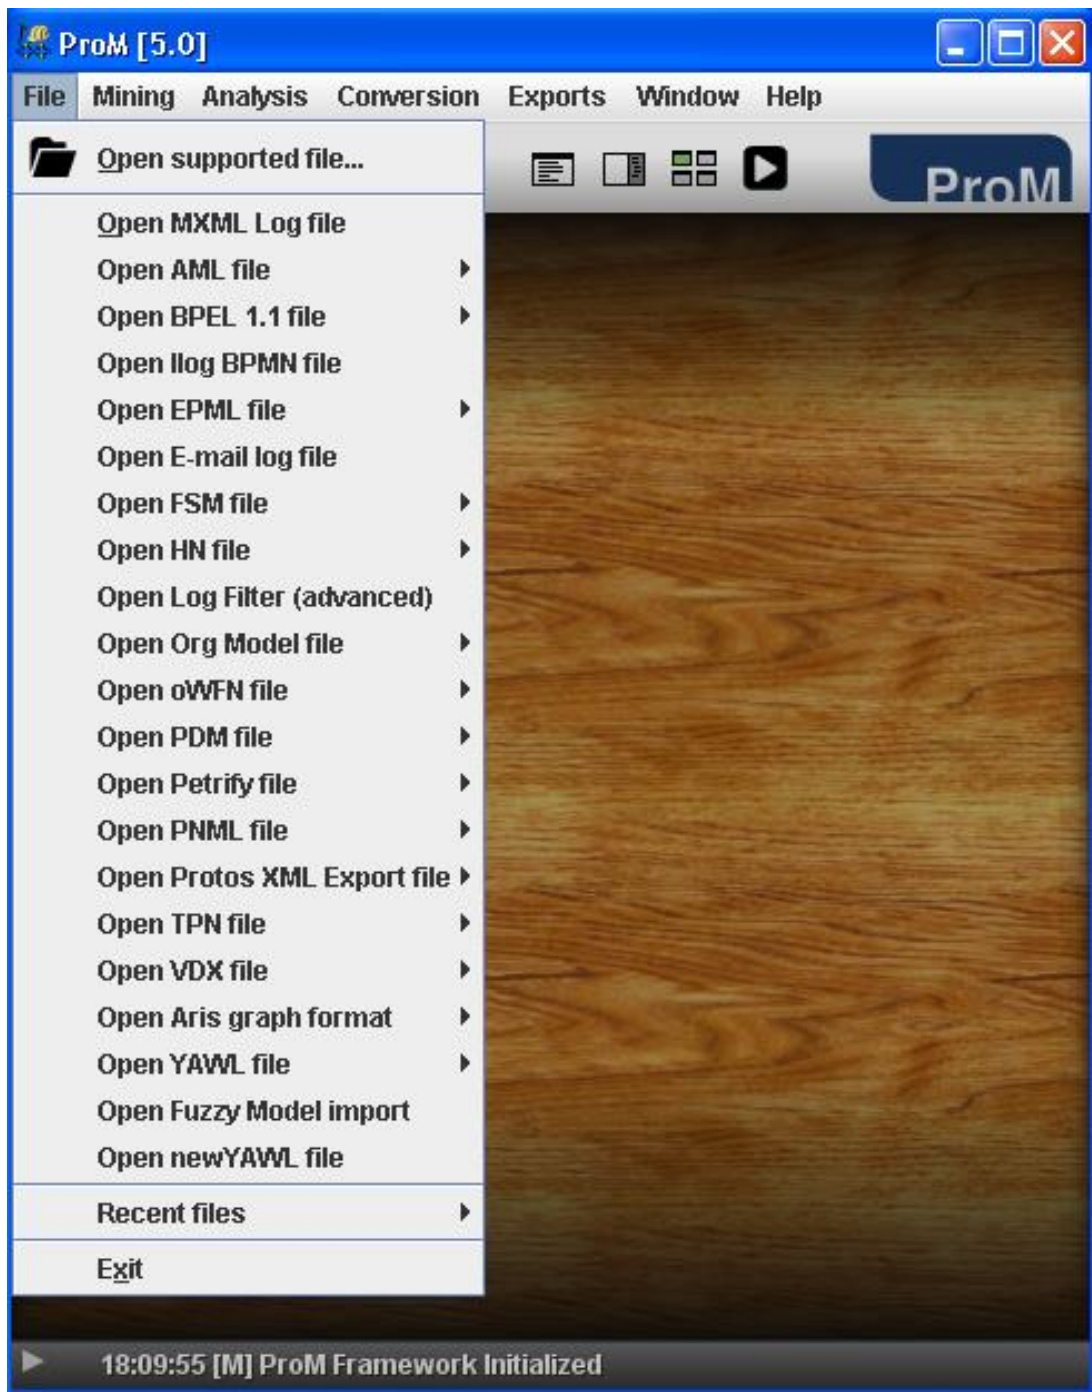 ProM [5.0]
File Mining Analysis Conversion Exports Window Help
Open supported file...
ProM
Open MXML Log file
Open AML file
Open BPEL 1.1 file
Open Ilog BPMN file
Open EPML file
Open E-mail log file
Open FSM file
Open HN file
Open Log Filter (advanced)
Open Org Model file
Open oWFN file
Open PDM file
Open Petrify file
Open PNML file
Open Protos XML Export file
Open TPN file
Open VDX file
Open Aris graph format
Open YAWL file
Open Fuzzy Model import
Open newYAWL file
Recent files
Exit
18:09:55 [M] ProM Framework Initialized